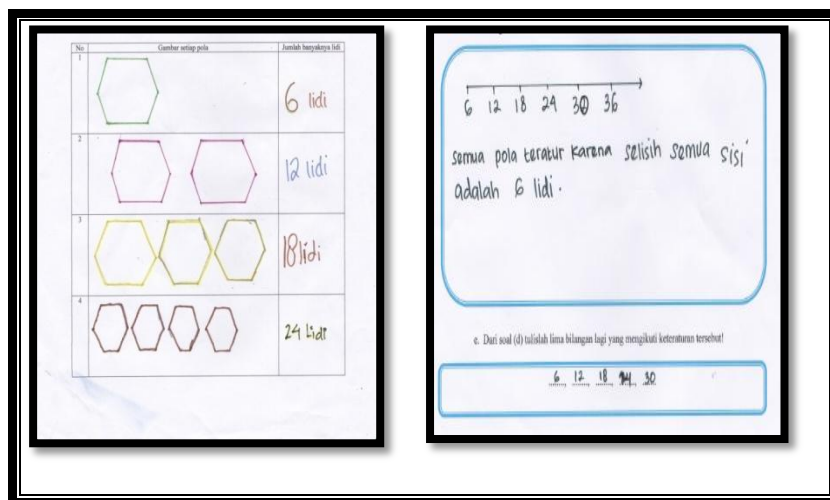 No Gambar setiap pola Jumlah banyaknya lidi
1
6 lidi
2
12 lidi
3
18 lidi
4
24 Lidi
6 12 18 24 30 36
semua pola teratur karena selisih semua sisi
adalah 6 lidi.
e. Dari soal (d) tulislah lima bilangan lagi yang mengikuti keteraturan tersebut!
6 12 18 24 30